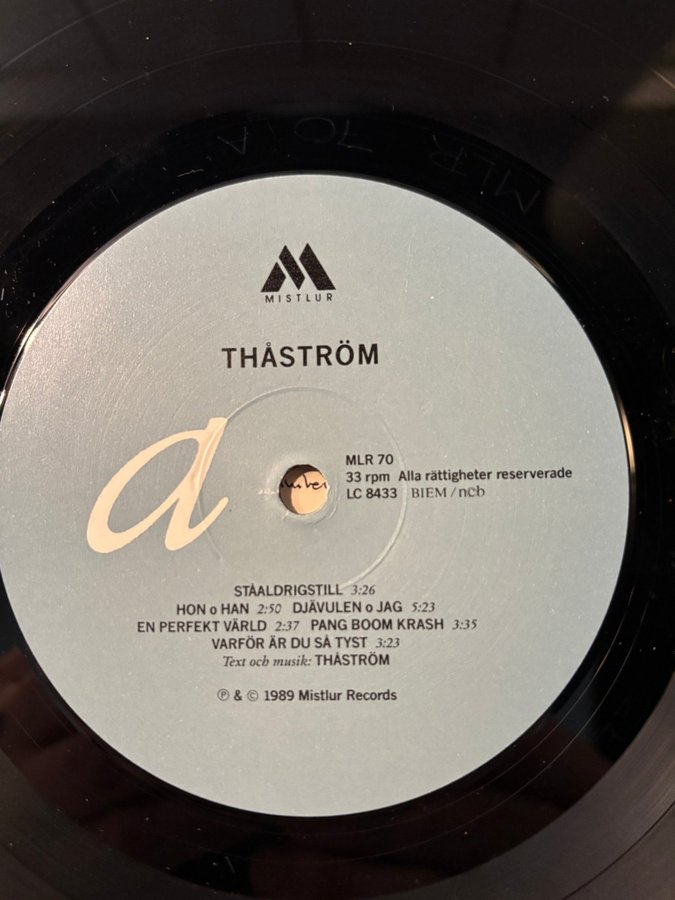 MLR 70 A
MISTLUR
THÅSTRÖM
a
MLR 70
33 rpm Alla rättigheter reserverade
LC 8433 BIEM/ncb
STÅALDRIGSTILL 3:26
HON o HAN 2:50 DJÄVULEN o JAG 5:23
EN PERFEKT VÄRLD 2:37 PANG BOOM KRASH 3:35
VARFÖR ÄR DU SÅ TYST 3:23
Text och musik: THÅSTRÖM
Ⓟ & © 1989 Mistlur Records